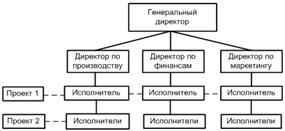 Генеральный
директор
Директор по
производству
Директор по
финансам
Директор по
маркетингу
Проект 1
Исполнитель
Исполнитель
Исполнитель
Проект 2
Исполнители
Исполнители
Исполнители